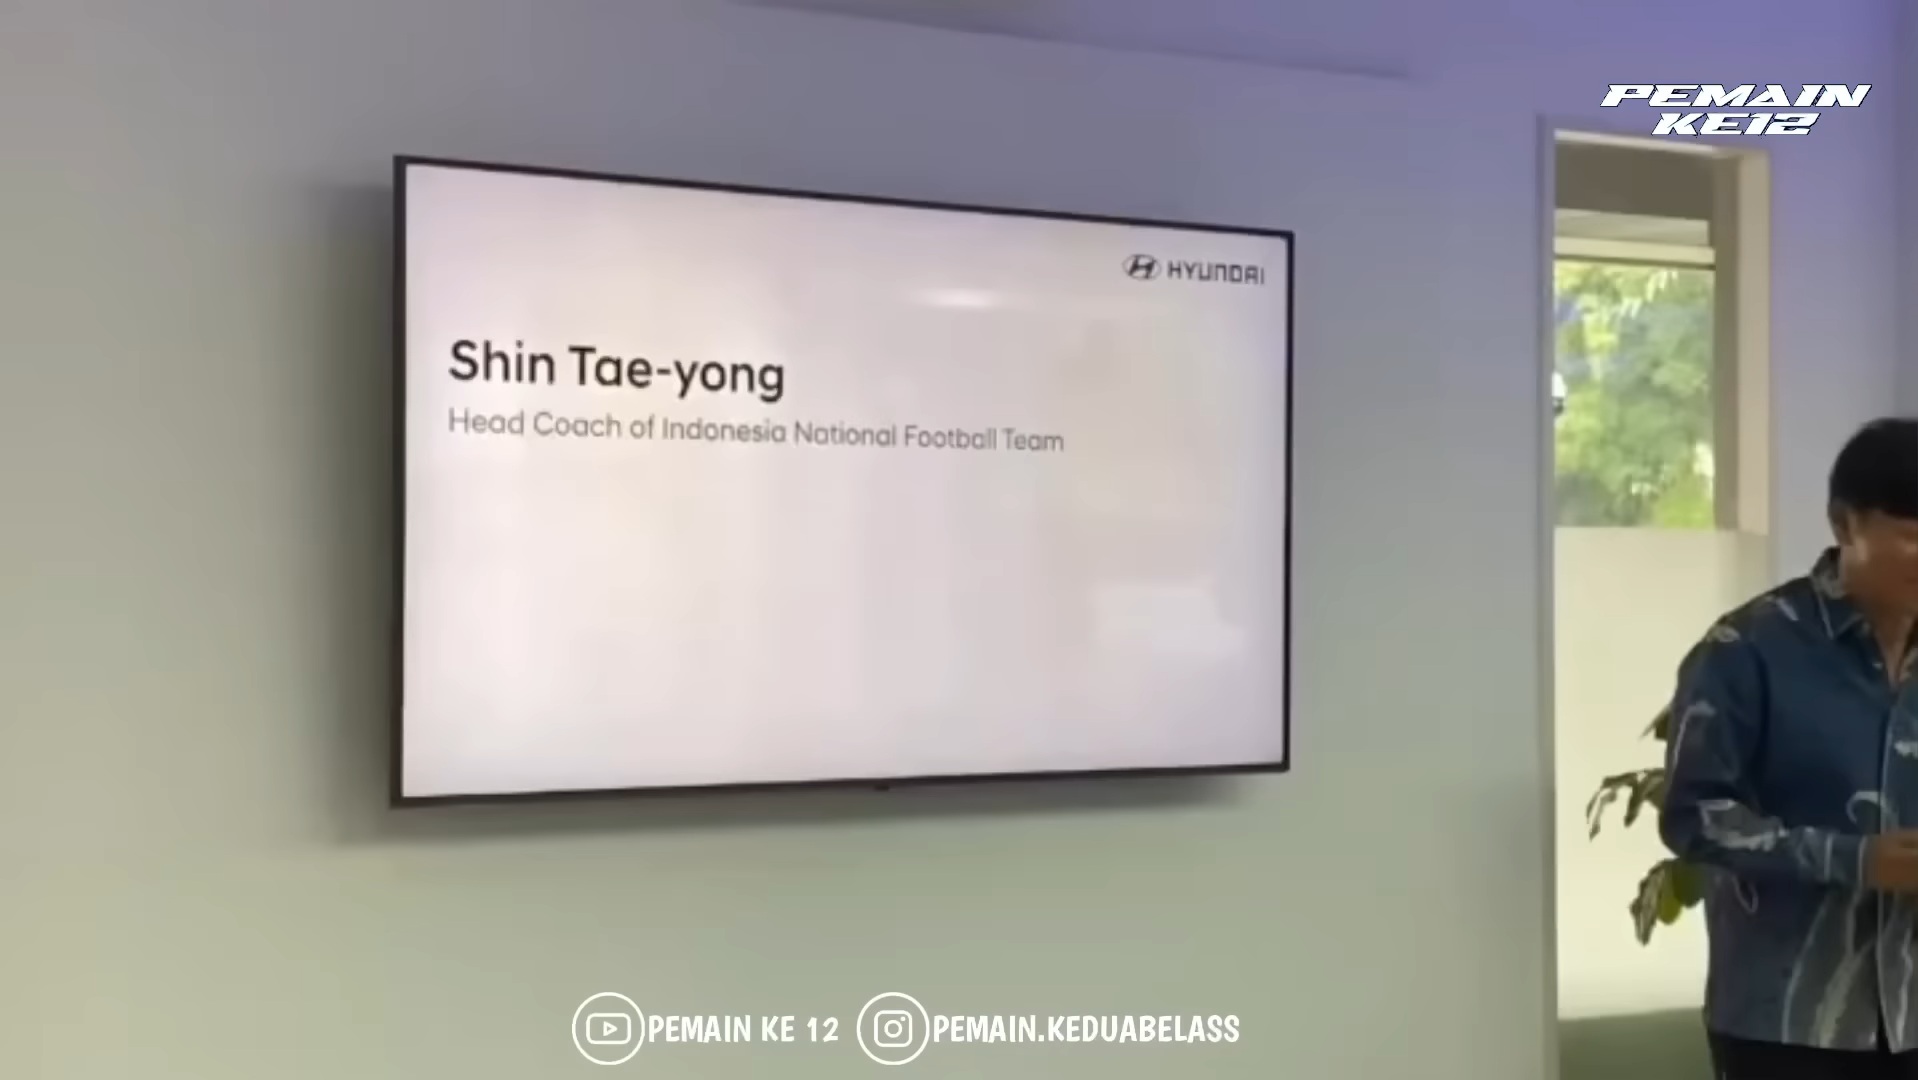 PEMAIN
KE12
HYUNDAI
Shin Tae-yong
Head Coach of Indonesia National Football Team
PEMAIN KE 12 PEMAIN.KEDUABELASS